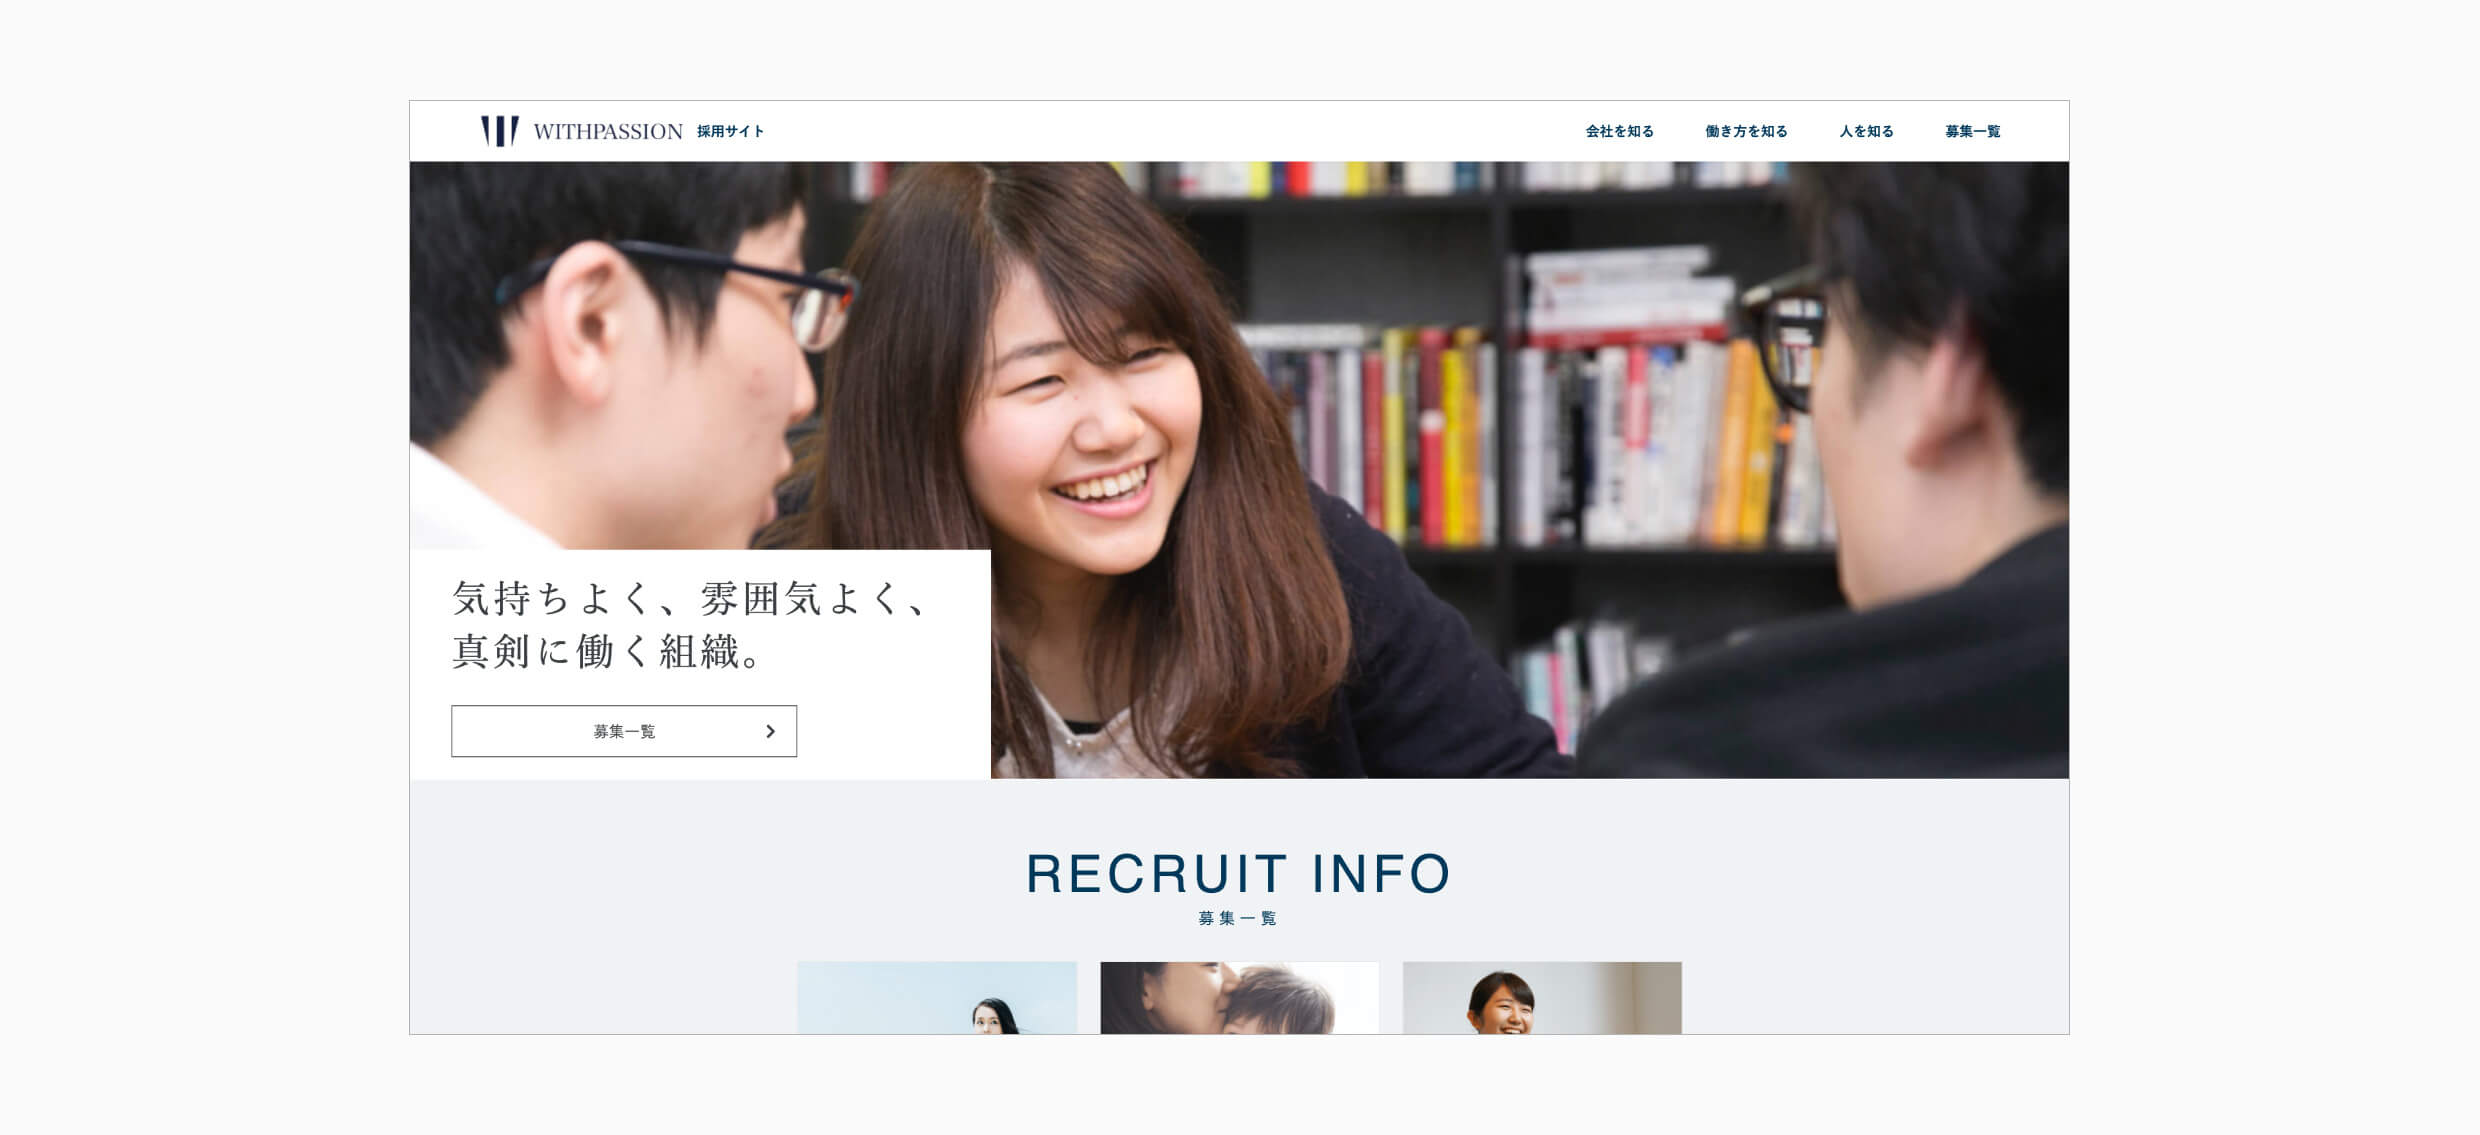 WITHPASSION 採用サイト
会社を知る 働き方を知る 人を知る 募集一覧
気持ちよく、雰囲気よく、
真剣に働く組織。
募集一覧
RECRUIT INFO
募集一覧